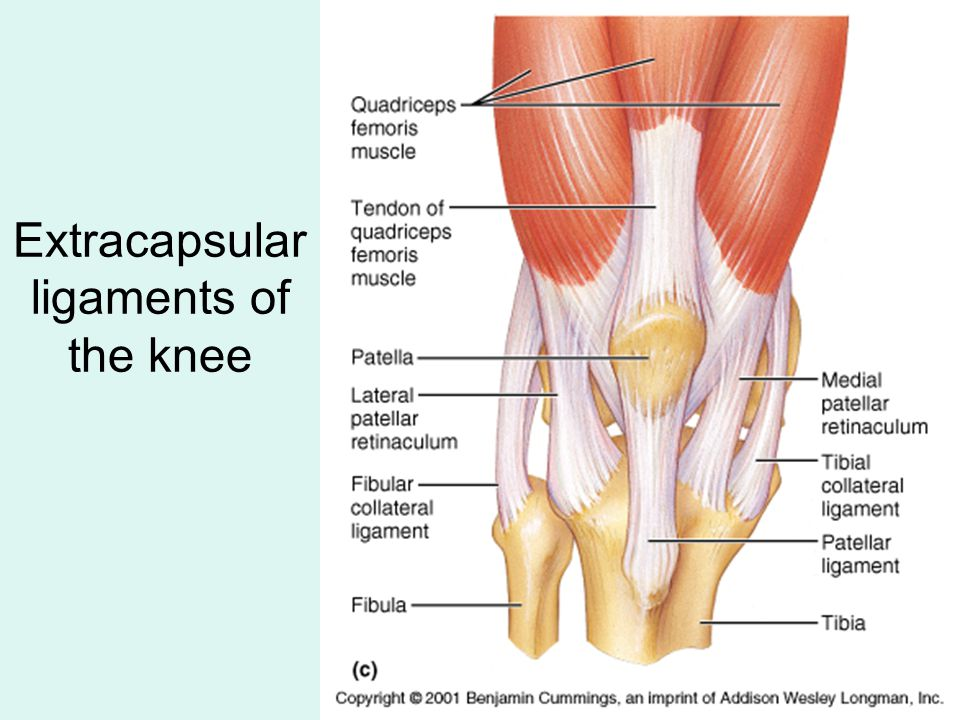 Extracapsular
ligaments of
the knee
Quadriceps
femoris
muscle
Tendon of
quadriceps
femoris
muscle
Patella
Lateral
patellar
retinaculum
Fibular
collateral
ligament
Fibula
Medial
patellar
retinaculum
Tibial
collateral
ligament
Patellar
ligament
Tibia
(c)
Copyright © 2001 Benjamin Cummings, an imprint of Addison Wesley Longman, Inc.